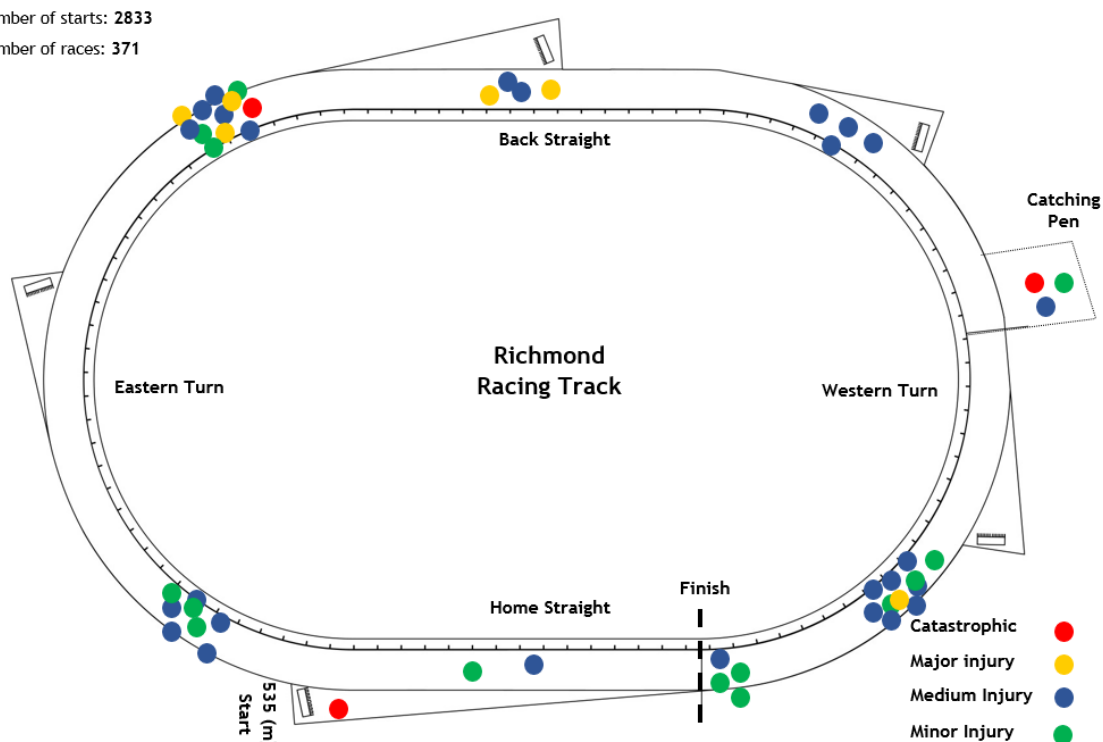 mber of starts: 2833
mber of races: 371
Back Straight
Catching
Pen
Richmond
Racing Track
Eastern Turn
Western Turn
Finish
Home Straight
535 (m
Start
Catastrophic
Major injury
Medium Injury
Minor Injury